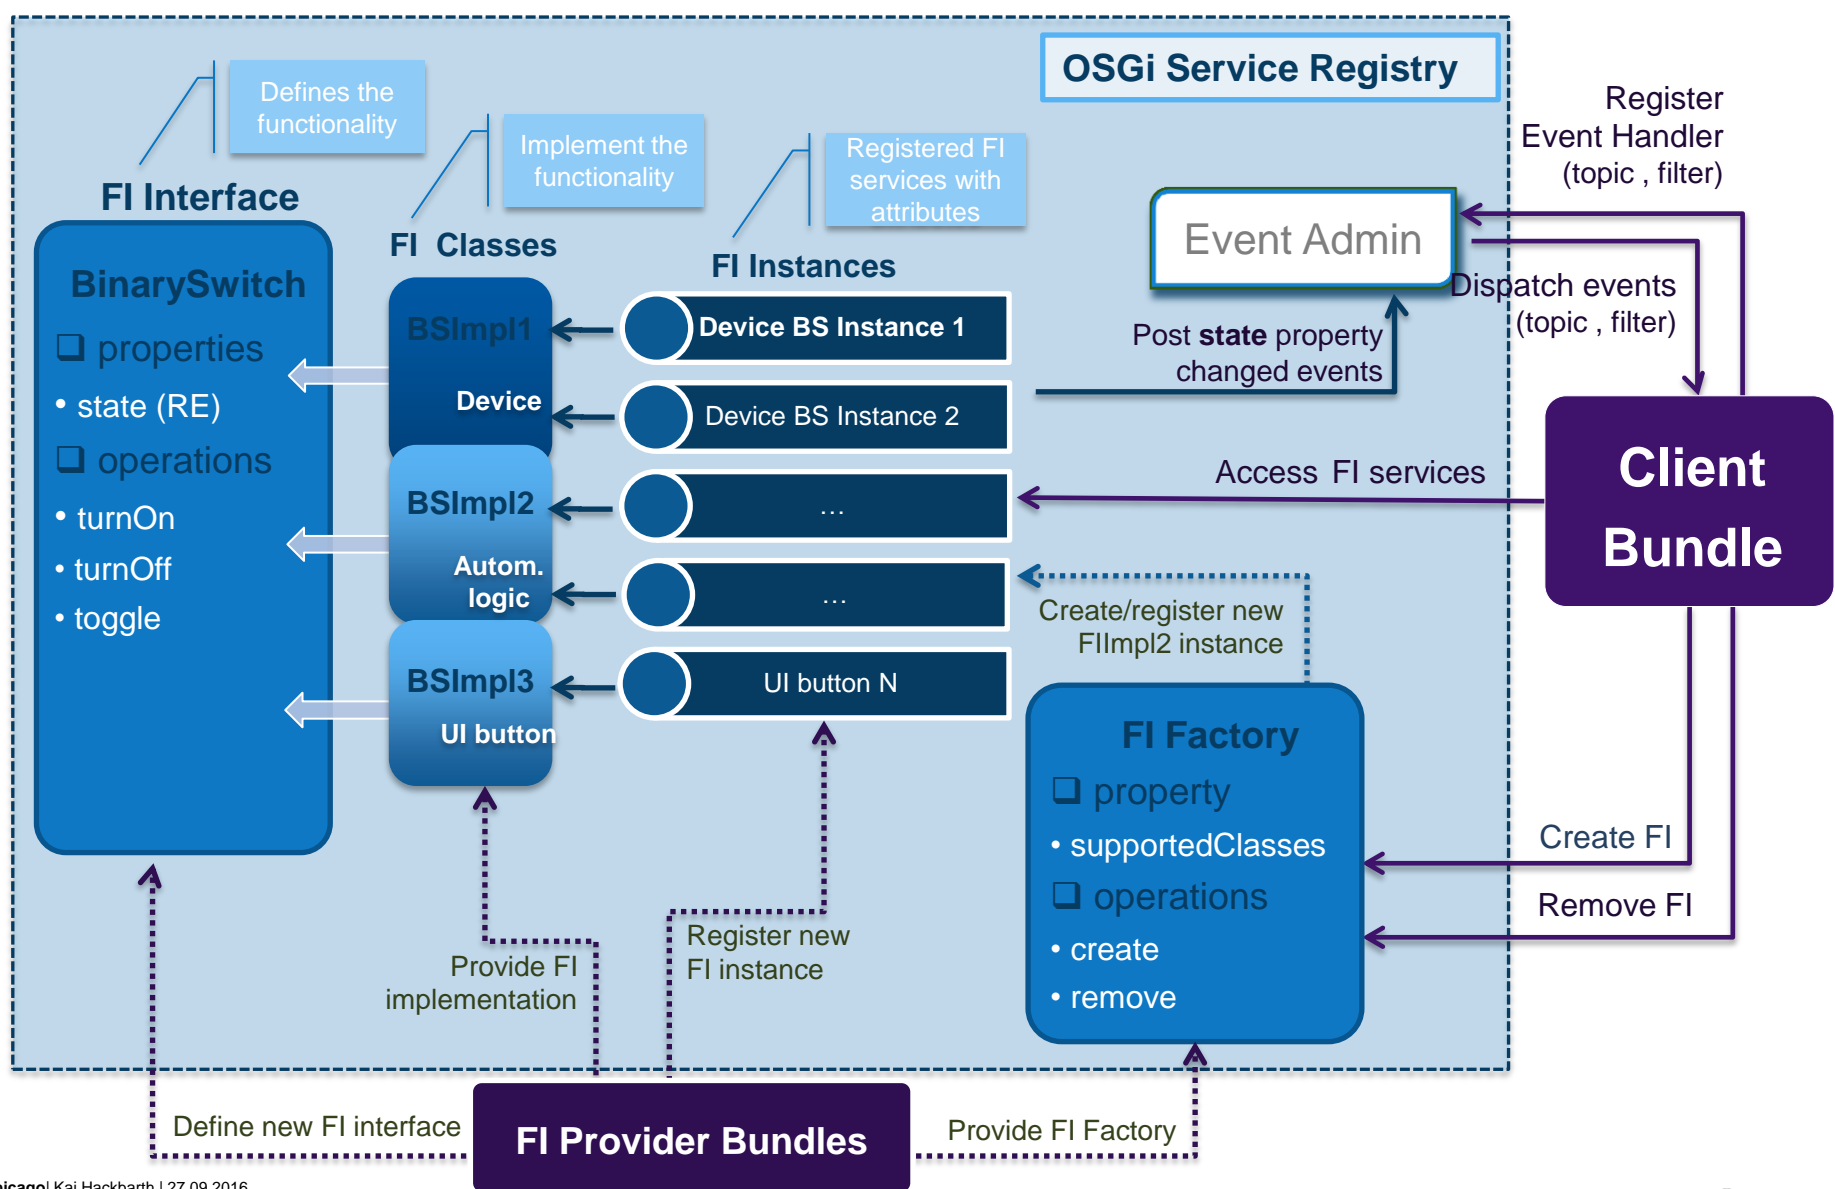 OSGi Service Registry
Defines the
functionality
Implement the
functionality
Registered FI
services with
attributes
FI Interface
FI Classes
FI Instances
BinarySwitch
properties
• state (RE)
operations
• turnOn
• turnOff
• toggle
BSImpl1
Device
BSImpl2
Autom.
logic
BSImpl3
UI button
Device BS Instance 1
Device BS Instance 2
...
...
UI button N
Event Admin
Register
Event Handler
(topic , filter)
Dispatch events
(topic , filter)
Post state property
changed events
Access FI services
Client
Bundle
Create/register new
FIImpl2 instance
FI Factory
property
• supportedClasses
operations
• create
• remove
Create FI
Remove FI
Provide FI
implementation
Register new
FI instance
Define new FI interface
FI Provider Bundles
Provide FI Factory
| Kai Hackbarth | 27.09.2016